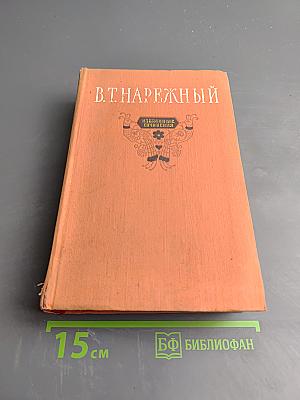 В.Т. НАРЕЖНЫЙ
ИЗБРАННЫЕ
СОЧИНЕНИЯ
15 см
БФ БИБЛИОФАН